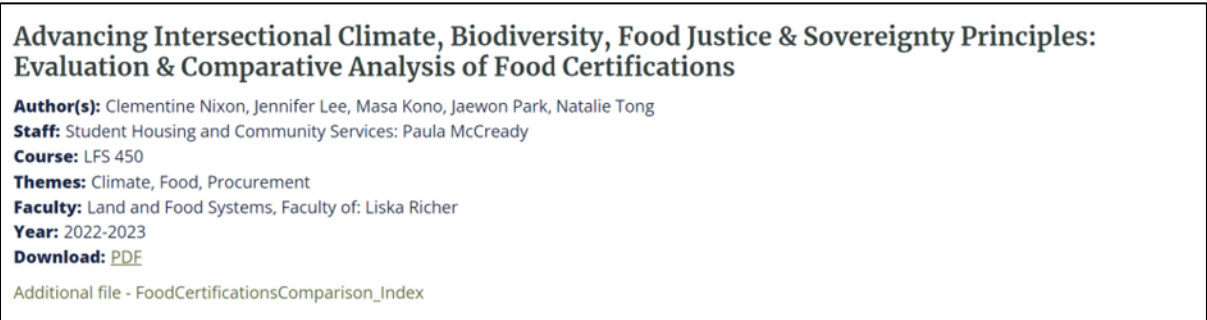 Advancing Intersectional Climate, Biodiversity, Food Justice & Sovereignty Principles:
Evaluation & Comparative Analysis of Food Certifications
Author(s): Clementine Nixon, Jennifer Lee, Masa Kono, Jaewon Park, Natalie Tong
Staff: Student Housing and Community Services: Paula McCready
Course: LFS 450
Themes: Climate, Food, Procurement
Faculty: Land and Food Systems, Faculty of: Liska Richer
Year: 2022-2023
Download: PDF
Additional file - FoodCertificationsComparison_Index